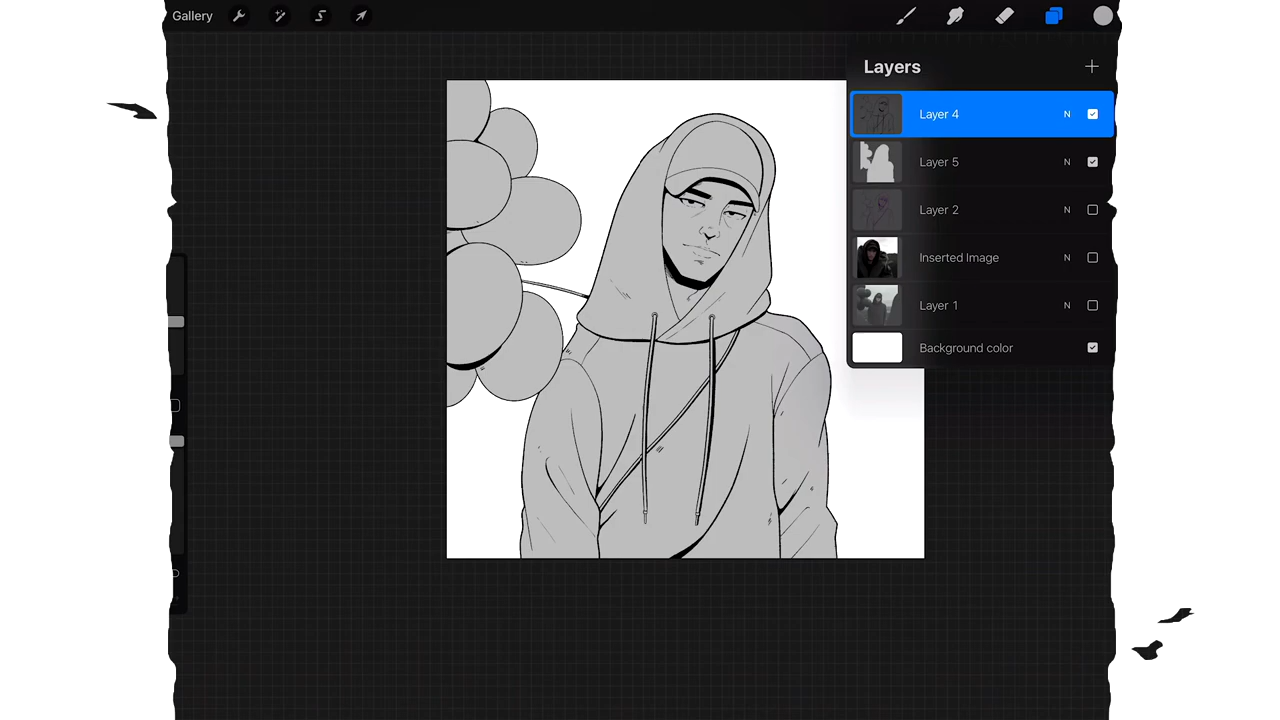 Gallery
Layers
Layer 4 N
Layer 5 N
Layer 2 N
Inserted Image N
Layer 1 N
Background color